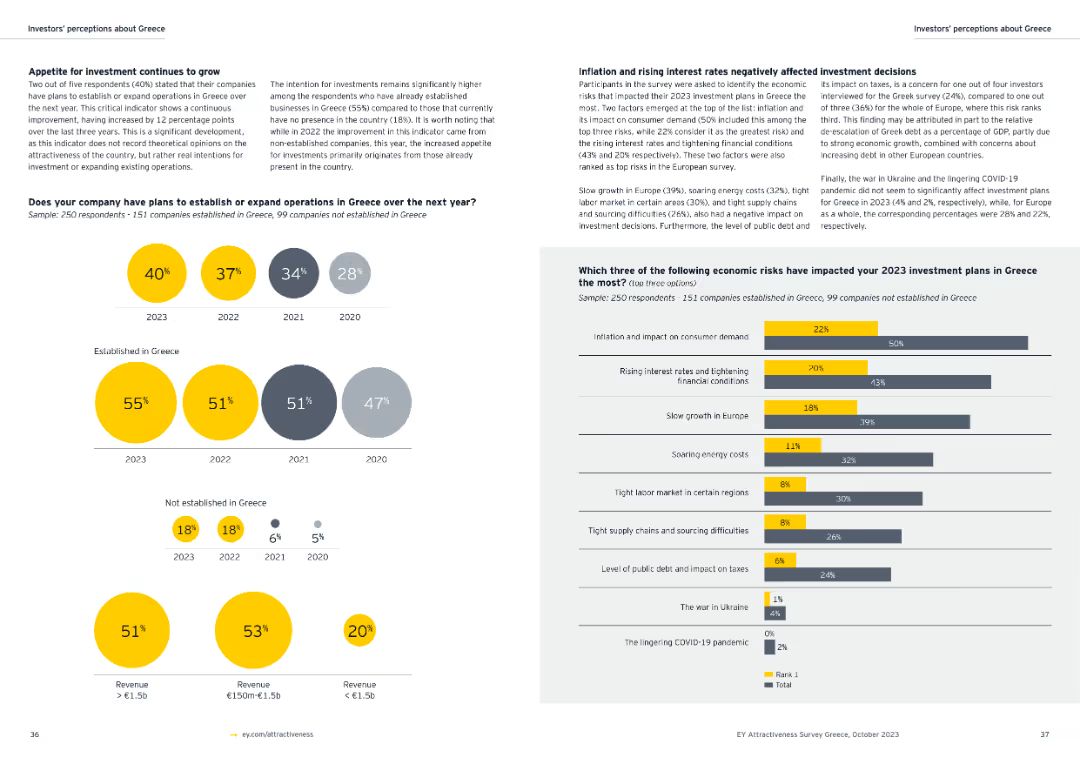 Investors' perceptions about Greece
Investors' perceptions about Greece
Appetite for investment continues to grow
Two out of five respondents (40%) stated that their companies
have plans to establish or expand operations in Greece over
the next year. This critical indicator shows a continuous
improvement, having increased by 12 percentage points
over the last three years. This is a significant development,
as this indicator does not record theoretical opinions on the
attractiveness of the country, but rather real intentions for
investment or expanding existing operations.
The intention for investments remains significantly higher
among the respondents who have already established
businesses in Greece (55%) compared to those that currently
have no presence in the country (18%). It is worth noting that
while in 2022 the improvement in this indicator came from
non-established companies, this year, the increased appetite
for investments primarily originates from those already
present in the country.
Does your company have plans to establish or expand operations in Greece over the next year?
Sample: 250 respondents - 151 companies established in Greece, 99 companies not established in Greece
40% 37% 34% 28%
2023 2022 2021 2020
Established in Greece
55% 51% 51% 47%
2023 2022 2021 2020
Not established in Greece
18% 18% 6% 5%
2023 2022 2021 2020
51% 53% 20%
Revenue Revenue Revenue
> €1.5b €150m-€1.5b < €1.5b
36
→ ey.com/attractiveness
Inflation and rising interest rates negatively affected investment decisions
Participants in the survey were asked to identify the economic
risks that impacted their 2023 investment plans in Greece the
most. Two factors emerged at the top of the list: inflation and
its impact on consumer demand (50% included this among the
top three risks, while 22% consider it as the greatest risk) and
the rising interest rates and tightening financial conditions
(43% and 20% respectively). These two factors were also
ranked as top risks in the European survey.
Slow growth in Europe (39%), soaring energy costs (32%), tight
labor market in certain areas (30%), and tight supply chains
and sourcing difficulties (26%), also had a negative impact on
investment decisions. Furthermore, the level of public debt and
its impact on taxes, is a concern for one out of four investors
interviewed for the Greek survey (24%), compared to one out
of three (36%) for the whole of Europe, where this risk ranks
third. This finding may be attributed in part to the relative
de-escalation of Greek debt as a percentage of GDP, partly due
to strong economic growth, combined with concerns about
increasing debt in other European countries.
Finally, the war in Ukraine and the lingering COVID-19
pandemic did not seem to significantly affect investment plans
for Greece in 2023 (4% and 2%, respectively), while, for Europe
as a whole, the corresponding percentages were 28% and 22%,
respectively.
Which three of the following economic risks have impacted your 2023 investment plans in Greece
the most? (top three options)
Sample: 250 respondents - 151 companies established in Greece, 99 companies not established in Greece
Inflation and impact on consumer demand
22%
50%
Rising interest rates and tightening
financial conditions
20%
43%
Slow growth in Europe
18%
39%
Soaring energy costs
11%
32%
Tight labor market in certain regions
8%
30%
Tight supply chains and sourcing difficulties
8%
26%
Level of public debt and impact on taxes
6%
24%
The war in Ukraine
1%
4%
The lingering COVID-19 pandemic
0%
2%
Rank 1
Total
EY Attractiveness Survey Greece, October 2023
37